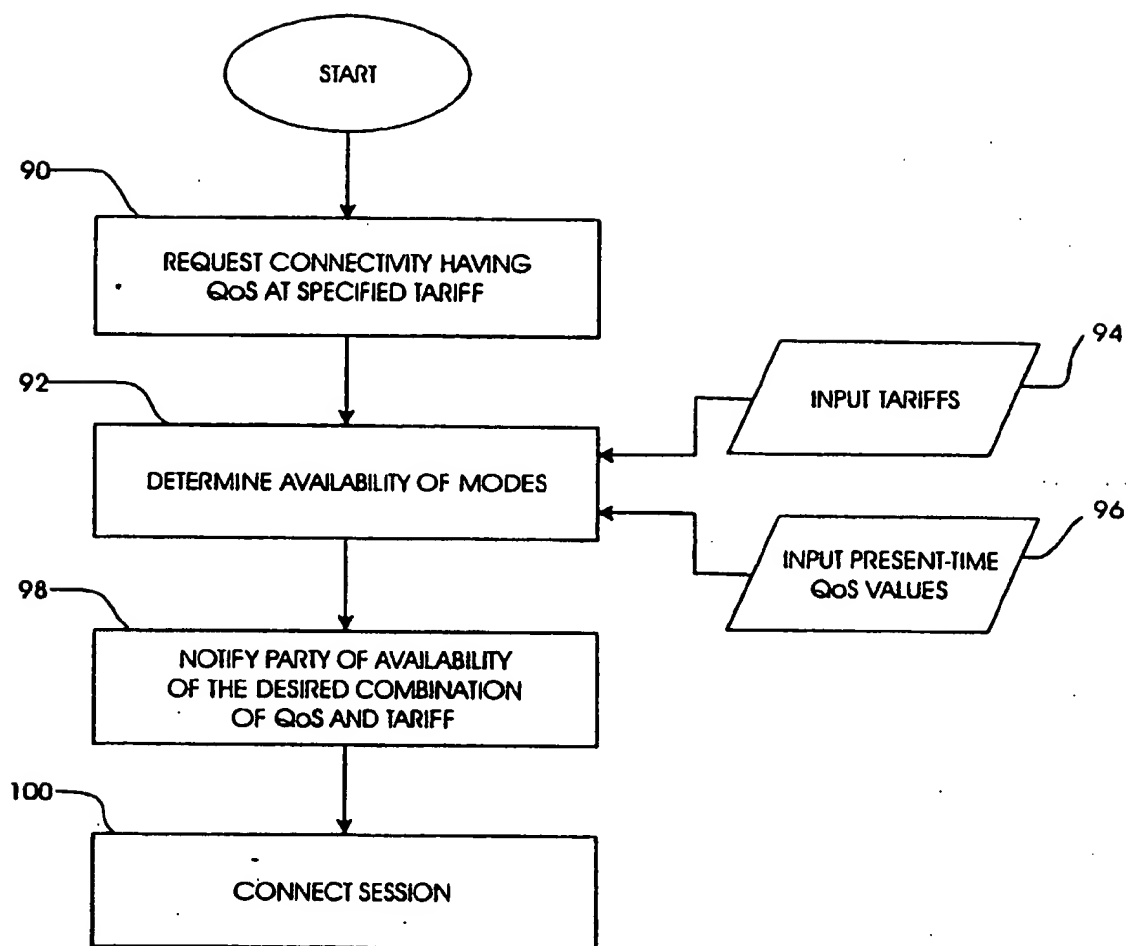 START
90
REQUEST CONNECTIVITY HAVING
QoS AT SPECIFIED TARIFF
92
DETERMINE AVAILABILITY OF MODES
94
INPUT TARIFFS
96
INPUT PRESENT-TIME
QoS VALUES
98
NOTIFY PARTY OF AVAILABILITY
OF THE DESIRED COMBINATION
OF QoS AND TARIFF
100
CONNECT SESSION